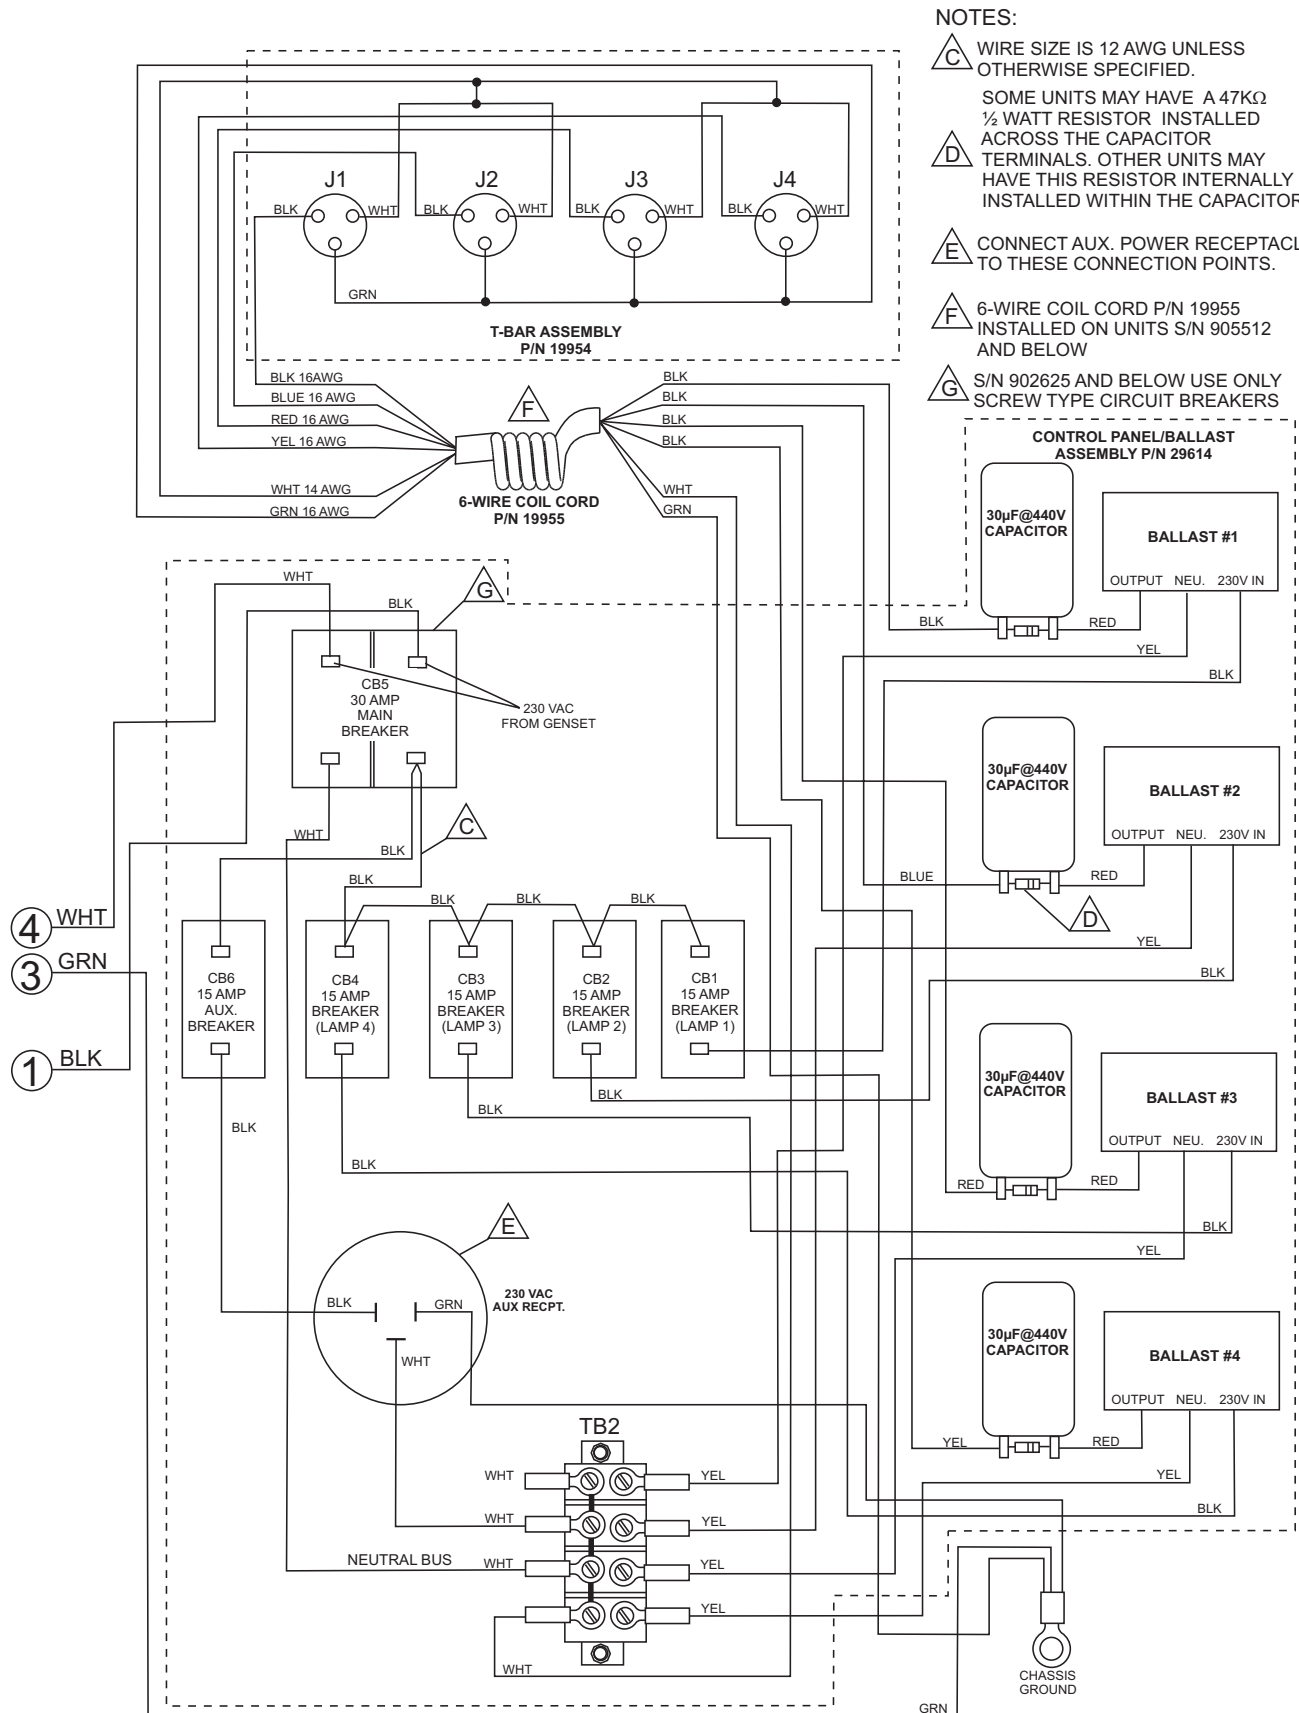 NOTES:
C
WIRE SIZE IS 12 AWG UNLESS
OTHERWISE SPECIFIED.
D
SOME UNITS MAY HAVE A 47KΩ
½ WATT RESISTOR INSTALLED
ACROSS THE CAPACITOR
TERMINALS. OTHER UNITS MAY
HAVE THIS RESISTOR INTERNALLY
INSTALLED WITHIN THE CAPACITOR
E
CONNECT AUX. POWER RECEPTACL
TO THESE CONNECTION POINTS.
F
6-WIRE COIL CORD P/N 19955
INSTALLED ON UNITS S/N 905512
AND BELOW
G
S/N 902625 AND BELOW USE ONLY
SCREW TYPE CIRCUIT BREAKERS
J1
J2
J3
J4
BLK
WHT
BLK
WHT
BLK
WHT
BLK
WHT
GRN
T-BAR ASSEMBLY
P/N 19954
BLK 16AWG
BLUE 16 AWG
RED 16 AWG
YEL 16 AWG
WHT 14 AWG
GRN 16 AWG
F
6-WIRE COIL CORD
P/N 19955
BLK
BLK
BLK
BLK
WHT
GRN
CONTROL PANEL/BALLAST
ASSEMBLY P/N 29614
30µF@440V
CAPACITOR
BALLAST #1
OUTPUT NEU. 230V IN
BLK
RED
YEL
BLK
30µF@440V
CAPACITOR
BALLAST #2
OUTPUT NEU. 230V IN
BLUE
RED
D
YEL
BLK
30µF@440V
CAPACITOR
BALLAST #3
OUTPUT NEU. 230V IN
RED
RED
BLK
YEL
30µF@440V
CAPACITOR
BALLAST #4
OUTPUT NEU. 230V IN
YEL
RED
YEL
BLK
WHT
BLK
G
CB5
30 AMP
MAIN
BREAKER
230 VAC
FROM GENSET
WHT
BLK
C
BLK
BLK
BLK
BLK
4
WHT
3
GRN
1
BLK
CB6
15 AMP
AUX.
BREAKER
CB4
15 AMP
BREAKER
(LAMP 4)
CB3
15 AMP
BREAKER
(LAMP 3)
CB2
15 AMP
BREAKER
(LAMP 2)
CB1
15 AMP
BREAKER
(LAMP 1)
BLK
BLK
BLK
BLK
E
230 VAC
AUX RECPT.
BLK
GRN
WHT
TB2
WHT
YEL
WHT
YEL
NEUTRAL BUS
WHT
YEL
YEL
WHT
CHASSIS
GROUND
GRN